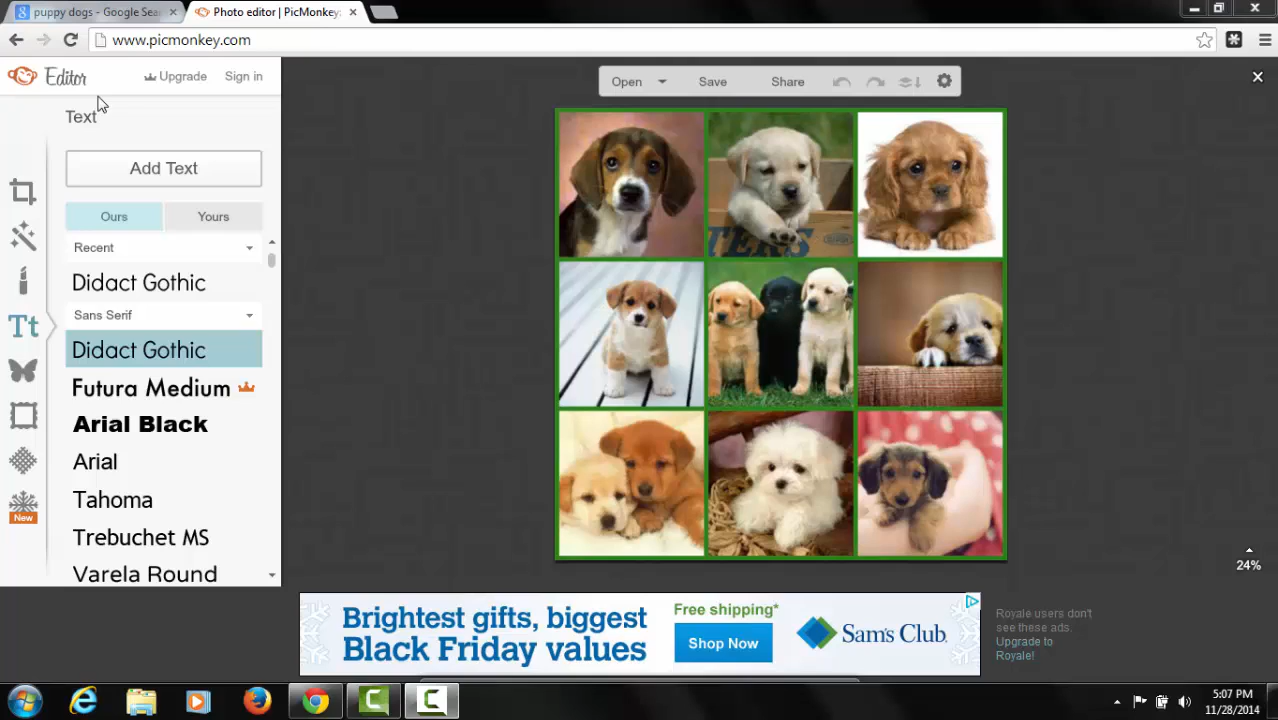 puppy dogs - Google Sea
Photo editor | PicMonkey:
www.picmonkey.com
Editor
Upgrade
Sign in
Open
Save
Share
Text
Add Text
Ours
Yours
Recent
Didact Gothic
Sans Serif
Didact Gothic
Futura Medium
Arial Black
Arial
Tahoma
Trebuchet MS
Varela Round
Tt
New
TERS
24%
Brightest gifts, biggest
Black Friday values
Free shipping*
Shop Now
Sam's Club
Royale users don't
see these ads.
Upgrade to
Royale!
5:07 PM
11/28/2014